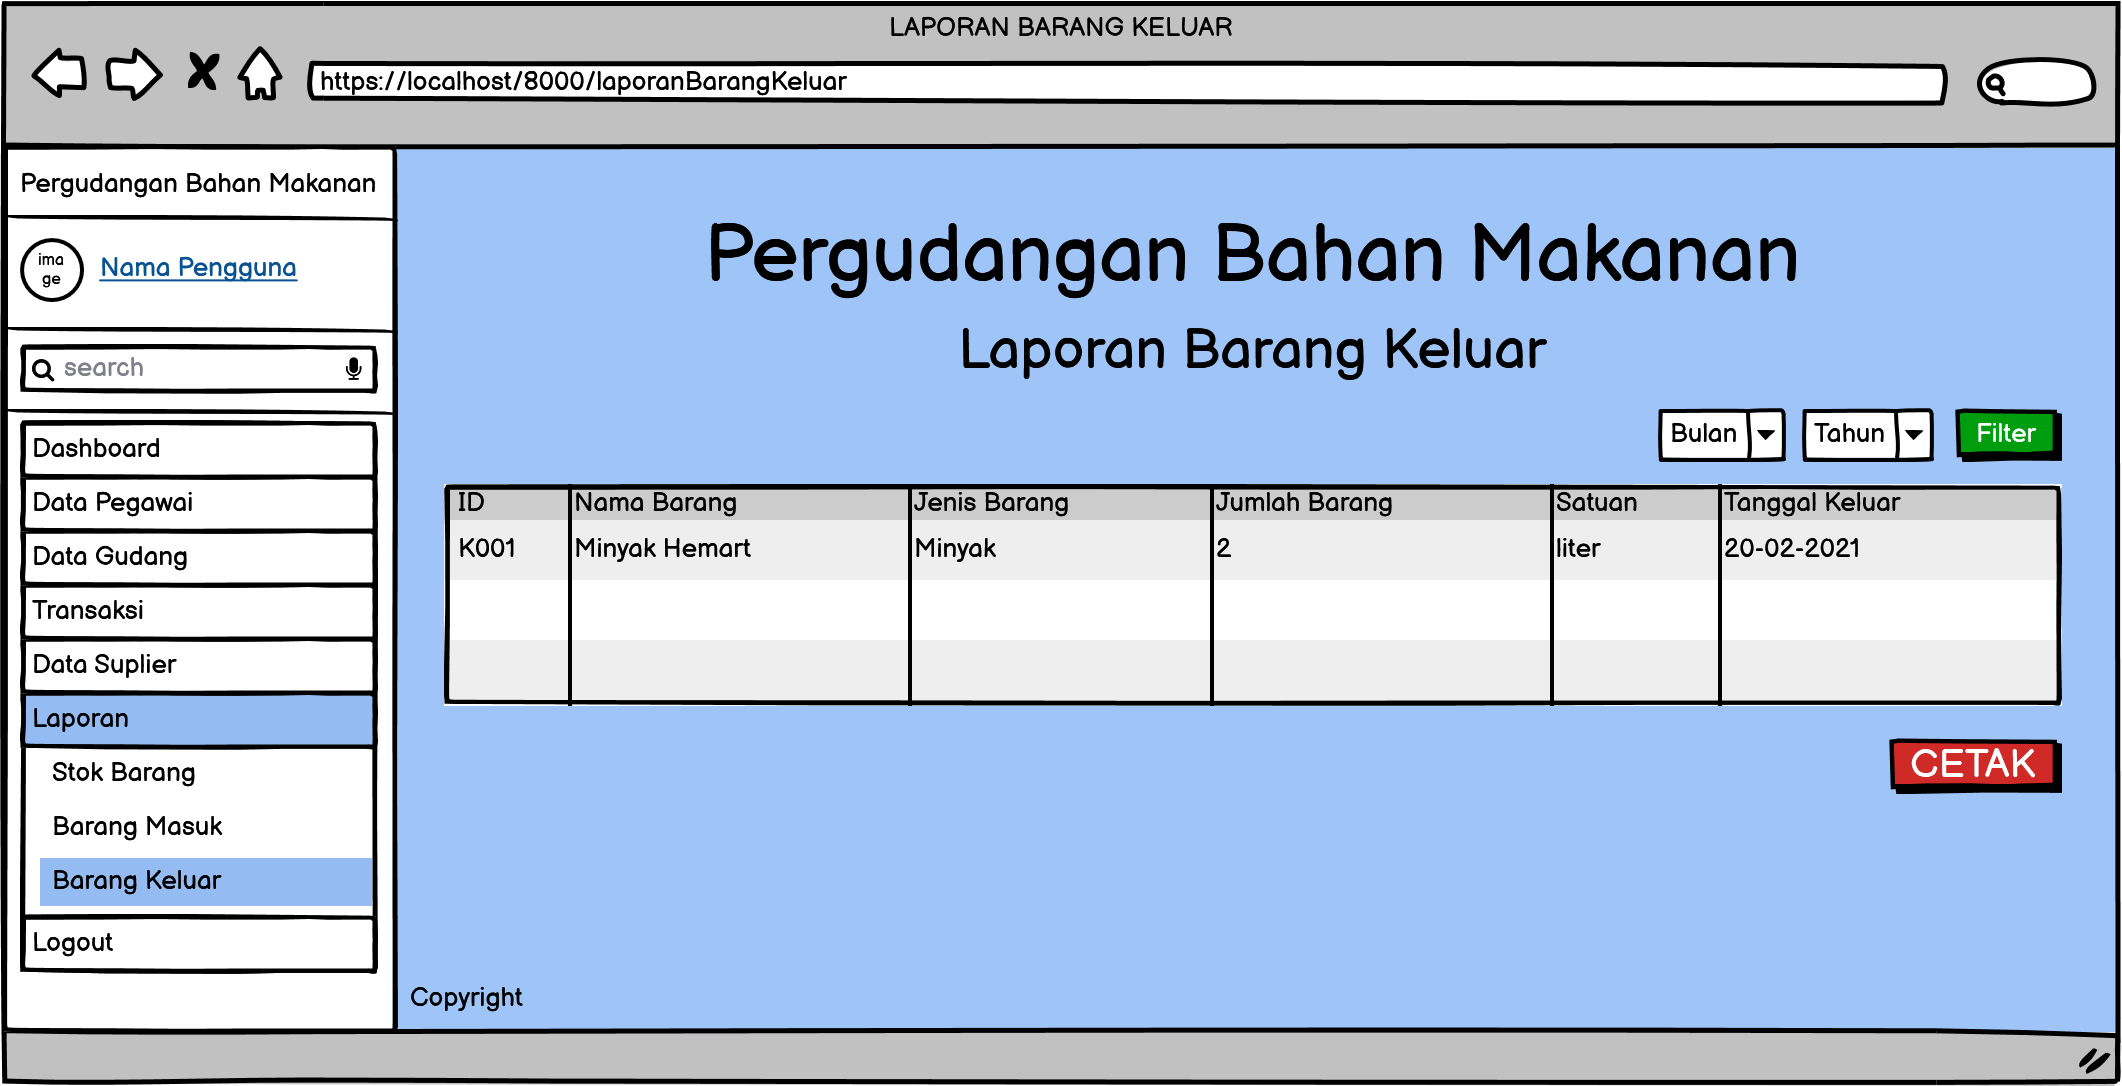 LAPORAN BARANG KELUAR
https://localhost/8000/laporanBarangKeluar
Pergudangan Bahan Makanan
ima
ge
Nama Pengguna
search
Dashboard
Data Pegawai
Data Gudang
Transaksi
Data Suplier
Laporan
Stok Barang
Barang Masuk
Barang Keluar
Logout
Pergudangan Bahan Makanan
Laporan Barang Keluar
Bulan Tahun Filter
ID Nama Barang Jenis Barang Jumlah Barang Satuan Tanggal Keluar
K001 Minyak Hemart Minyak 2 liter 20-02-2021
CETAK
Copyright